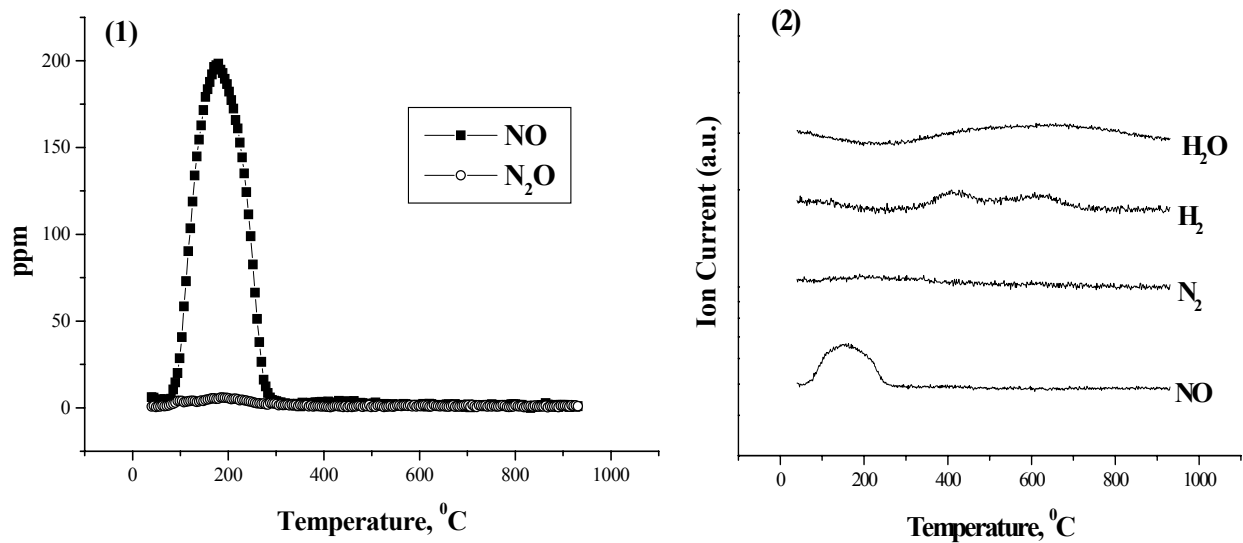 (1)
200
150
100
50
0
ppm
NO
N₂O
0 200 400 600 800 1000
Temperature, ⁰C
(2)
Ion Current (a.u.)
H₂O
H₂
N₂
NO
0 200 400 600 800 1000
Temperature, ⁰C